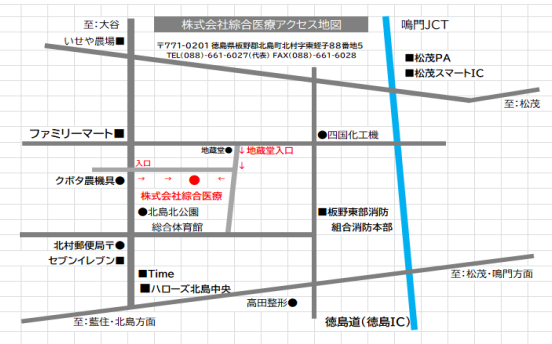 株式会社綜合医療アクセス地図
至:大谷
鳴門JCT
いせや農場■
〒771-0201 徳島県板野郡北島町北村字東蛭子88番地5
TEL(088)-661-6027(代表) FAX(088)-661-6028
■松茂PA
■松茂スマートIC
至:松茂
ファミリーマート■
●四国化工機
地蔵堂●
↓地蔵堂入口
↓
入口
クボタ農機具●
→ → ● ←
株式会社綜合医療
●北島北公園
総合体育館
■板野東部消防
組合消防本部
北村郵便局〒●
セブンイレブン■
■Time
■ハローズ北島中央
至:松茂・鳴門方面
高田整形●
至:藍住・北島方面
徳島道(徳島IC)